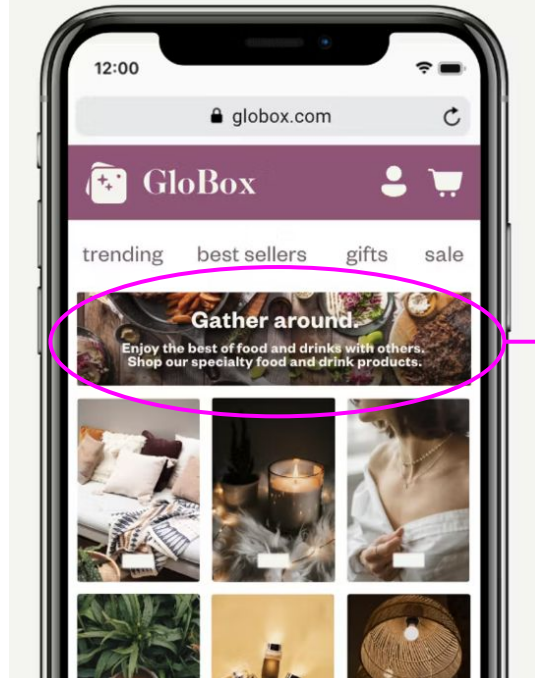 12:00
globox.com
GloBox
trending best sellers gifts sale
Gather around.
Enjoy the best of food and drinks with others.
Shop our specialty food and drink products.